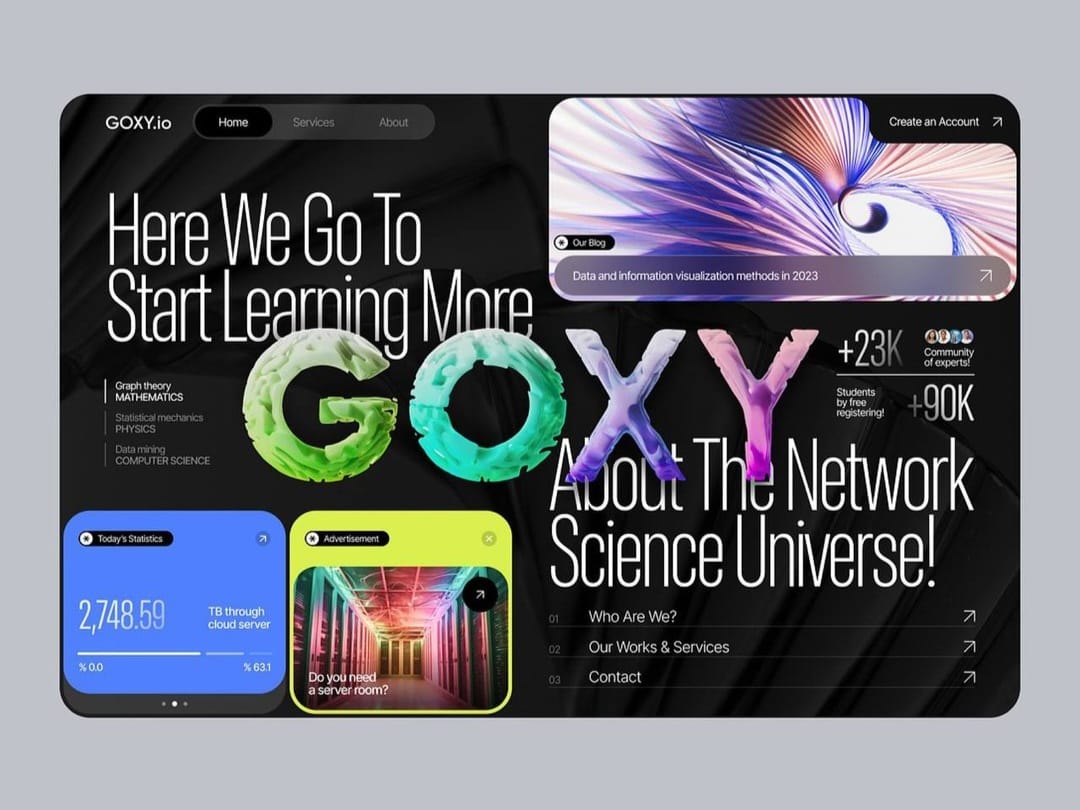 GOXY.io
Home
Services
About
Create an Account
Here We Go To
Start Learning More
Our Blog
Data and information visualization methods in 2023
GOXY
+23K
Community
of experts!
Students
by free
registering!
+90K
Graph theory
MATHEMATICS
Statistical mechanics
PHYSICS
Data mining
COMPUTER SCIENCE
About The Network
Science Universe!
Today's Statistics
2,748.59
TB through
cloud server
% 0.0
% 63.1
Advertisement
Do you need
a server room?
01 Who Are We?
02 Our Works & Services
03 Contact